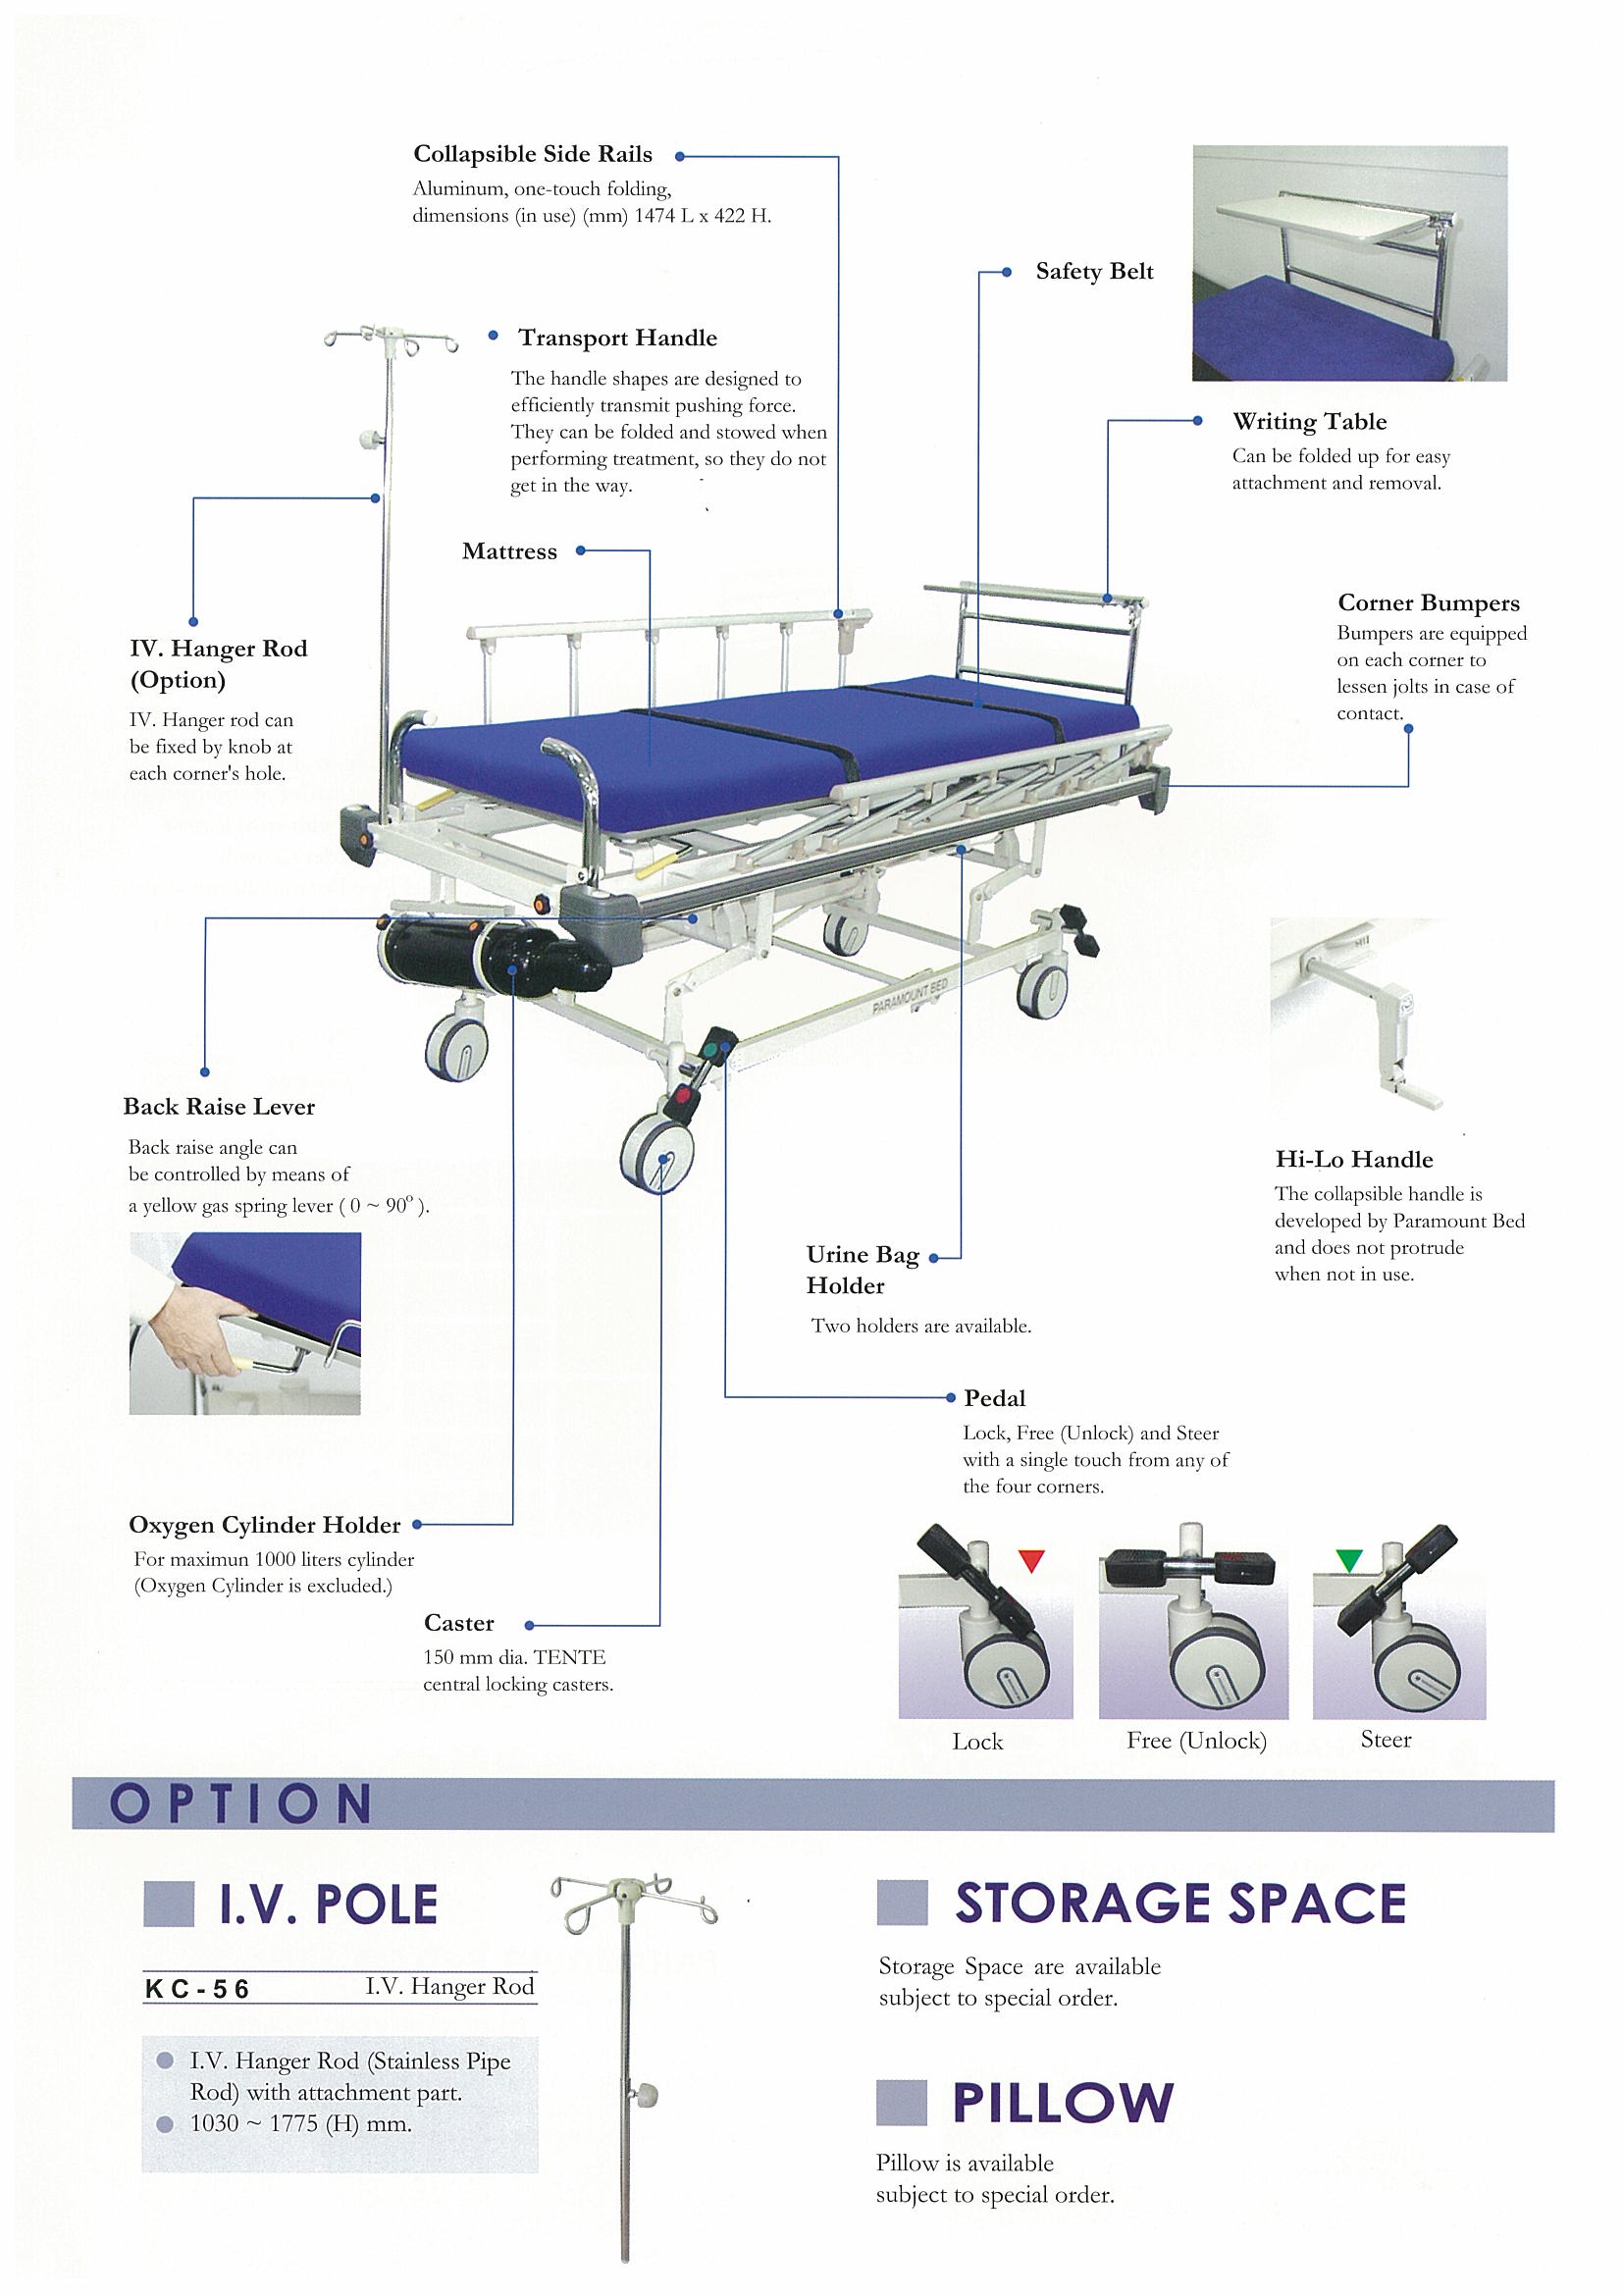 Collapsible Side Rails
Aluminum, one-touch folding,
dimensions (in use) (mm) 1474 L x 422 H.
Safety Belt
Transport Handle
The handle shapes are designed to
efficiently transmit pushing force.
They can be folded and stowed when
performing treatment, so they do not
get in the way.
Writing Table
Can be folded up for easy
attachment and removal.
Mattress
Corner Bumpers
Bumpers are equipped
on each corner to
lessen jolts in case of
contact.
IV. Hanger Rod
(Option)
IV. Hanger rod can
be fixed by knob at
each corner's hole.
PARAMOUNT BED
Back Raise Lever
Back raise angle can
be controlled by means of
a yellow gas spring lever ( 0 ~ 90° ).
Hi-Lo Handle
The collapsible handle is
developed by Paramount Bed
and does not protrude
when not in use.
Urine Bag
Holder
Two holders are available.
Pedal
Lock, Free (Unlock) and Steer
with a single touch from any of
the four corners.
Oxygen Cylinder Holder
For maximun 1000 liters cylinder
(Oxygen Cylinder is excluded.)
Caster
150 mm dia. TENTE
central locking casters.
Lock
Free (Unlock)
Steer
OPTION
I.V. POLE
KC-56 I.V. Hanger Rod
I.V. Hanger Rod (Stainless Pipe
Rod) with attachment part.
1030 ~ 1775 (H) mm.
STORAGE SPACE
Storage Space are available
subject to special order.
PILLOW
Pillow is available
subject to special order.